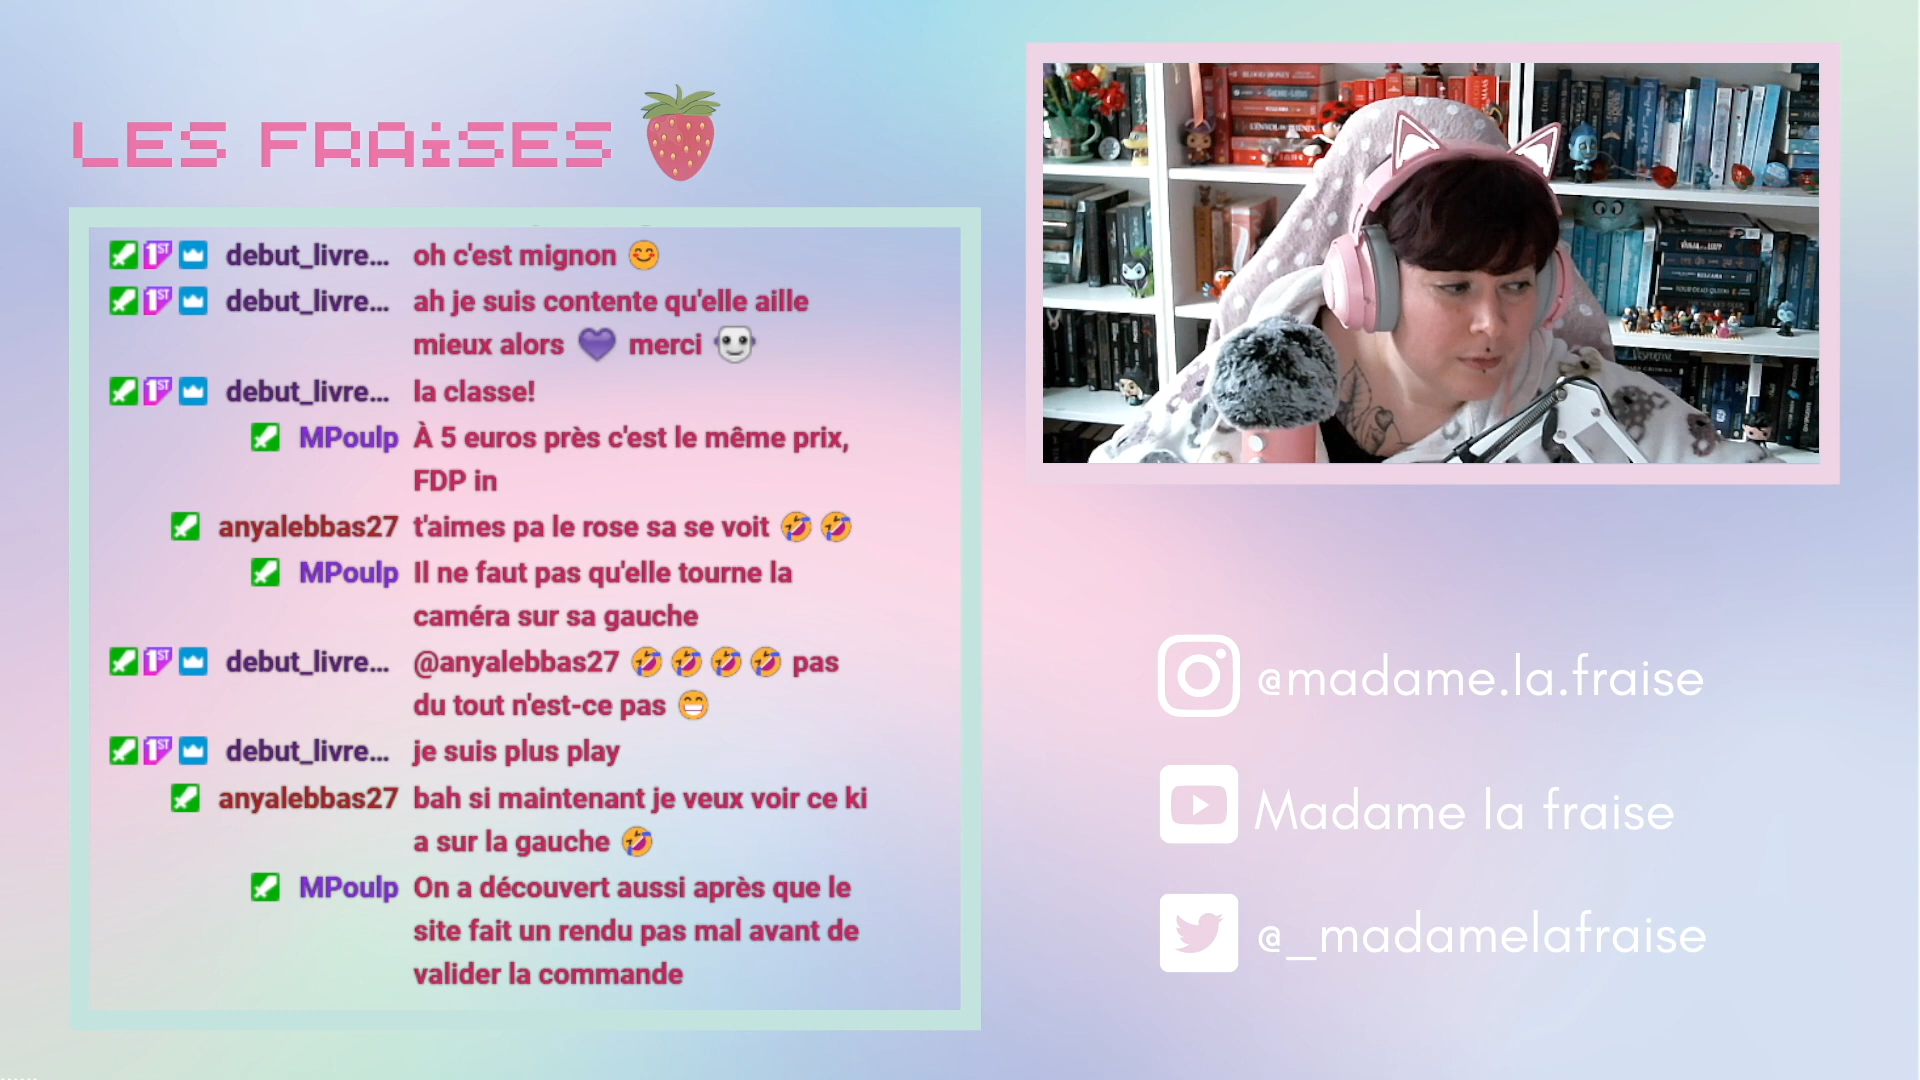 LES FRAiSES
debut_livre... oh c'est mignon 😊
debut_livre... ah je suis contente qu'elle aille
mieux alors 💜 merci
debut_livre... la classe!
MPoulp À 5 euros près c'est le même prix,
FDP in
anyalebbas27 t'aimes pa le rose sa se voit 🤣 🤣
MPoulp Il ne faut pas qu'elle tourne la
caméra sur sa gauche
debut_livre... @anyalebbas27 🤣 🤣 🤣 🤣 pas
du tout n'est-ce pas 😁
debut_livre... je suis plus play
anyalebbas27 bah si maintenant je veux voir ce ki
a sur la gauche 🤣
MPoulp On a découvert aussi après que le
site fait un rendu pas mal avant de
valider la commande
@madame.la.fraise
Madame la fraise
@_madamelafraise